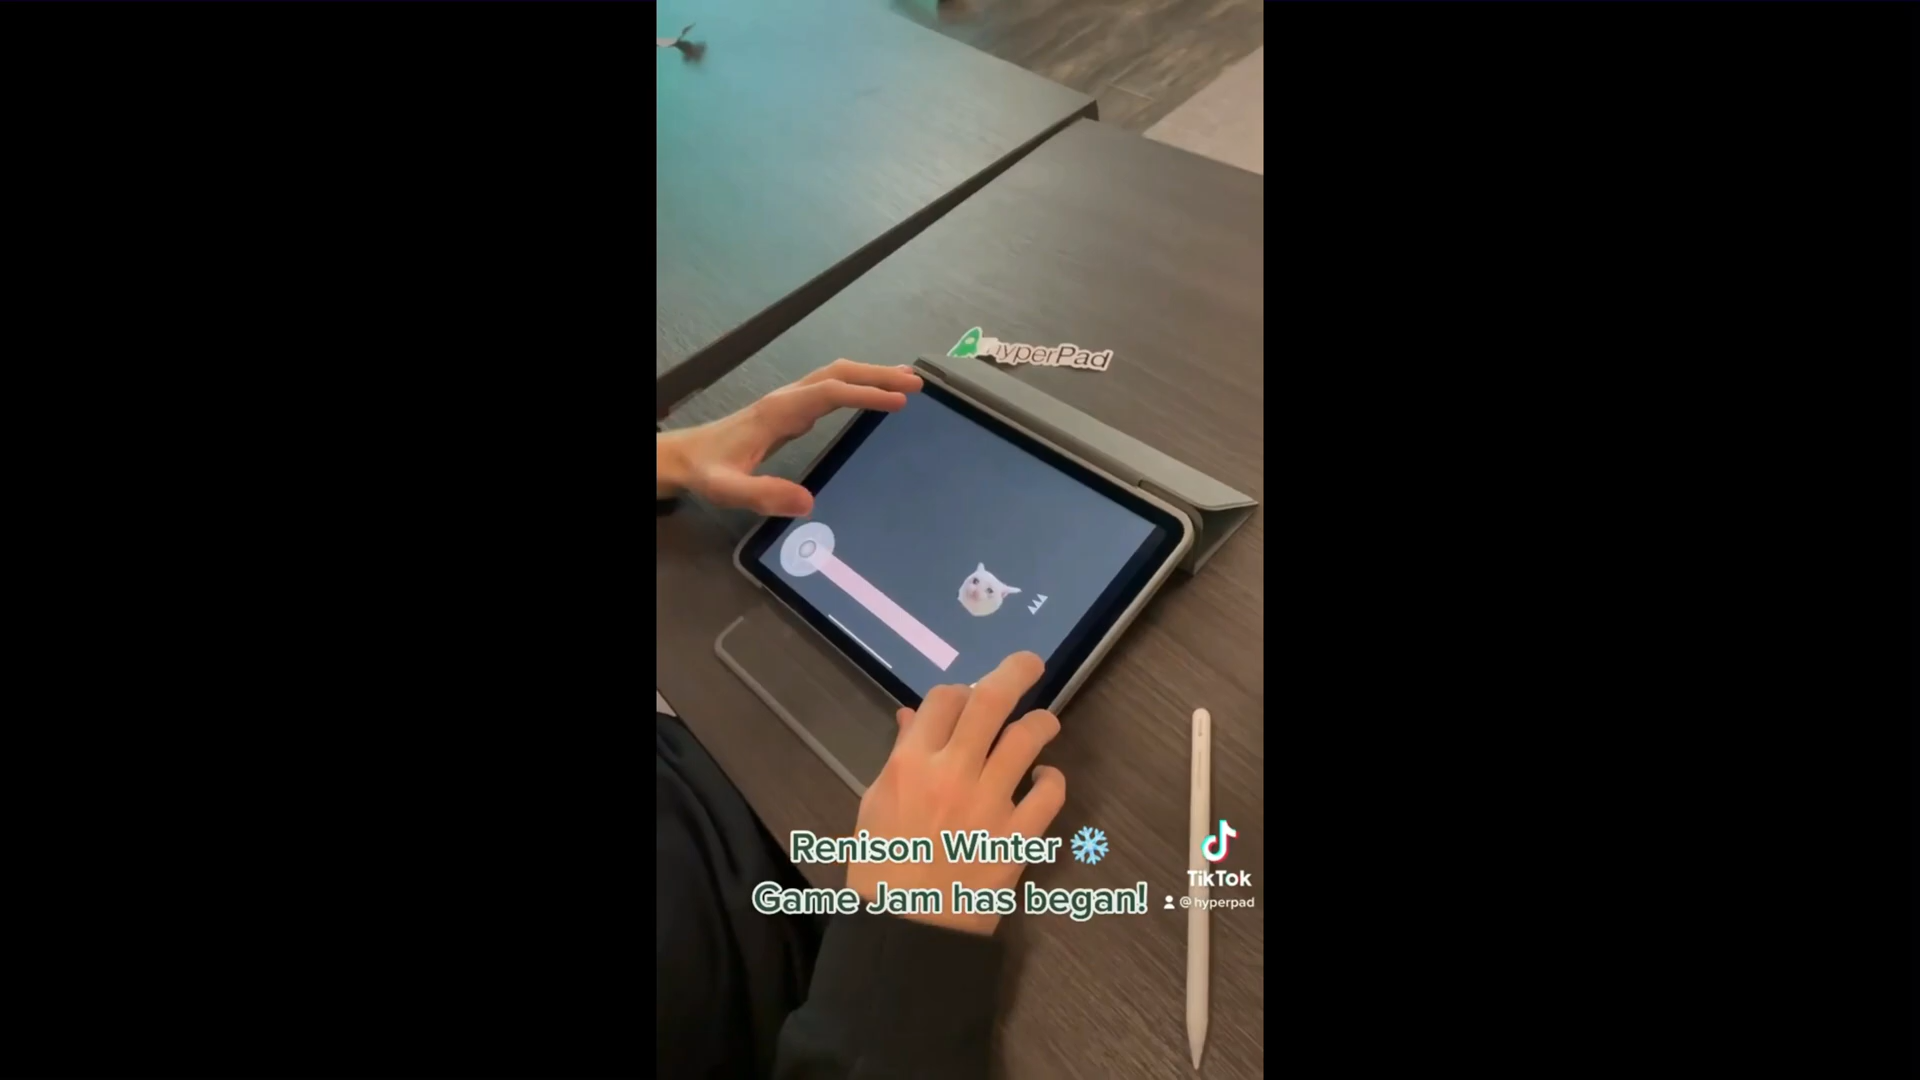 hyperPad
Renison Winter ❄️
Game Jam has began!
TikTok
@hyperpad